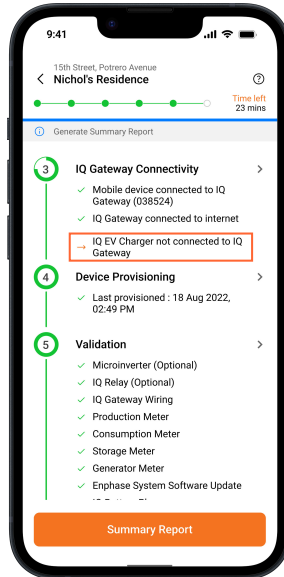 9:41
15th Street, Potrero Avenue
Nichol's Residence
Time left
23 mins
Generate Summary Report
3
IQ Gateway Connectivity
Mobile device connected to IQ
Gateway (038524)
IQ Gateway connected to internet
IQ EV Charger not connected to IQ
Gateway
4
Device Provisioning
Last provisioned : 18 Aug 2022,
02:49 PM
5
Validation
Microinverter (Optional)
IQ Relay (Optional)
IQ Gateway Wiring
Production Meter
Consumption Meter
Storage Meter
Generator Meter
Enphase System Software Update
Summary Report